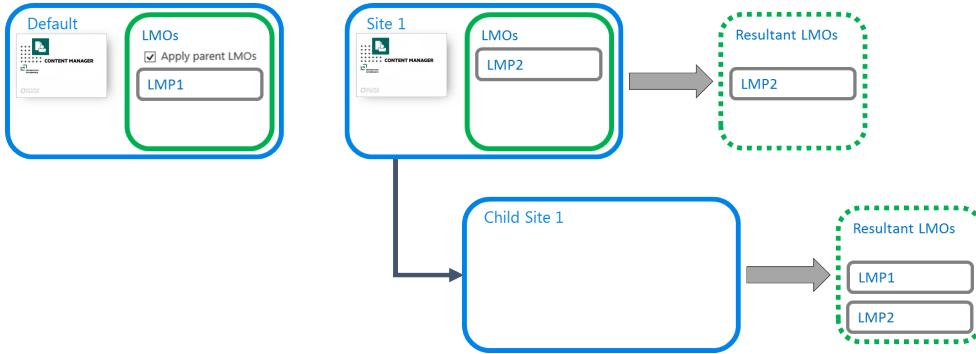 Default
CONTENT MANAGER
LMOs
Apply parent LMOs
LMP1
Site 1
CONTENT MANAGER
LMOs
LMP2
Resultant LMOs
LMP2
Child Site 1
Resultant LMOs
LMP1
LMP2